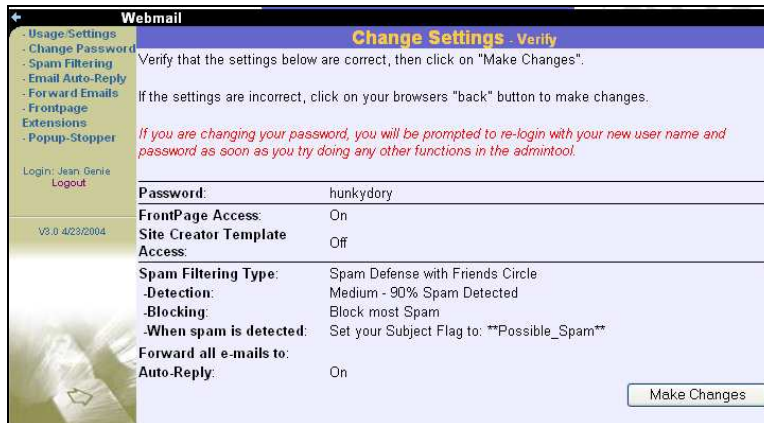 Webmail
- Usage/Settings
- Change Password
- Spam Filtering
- Email Auto-Reply
- Forward Emails
- Frontpage
Extensions
- Popup-Stopper
Login: Jean Genie
Logout
V3.0 4/23/2004
Change Settings - Verify
Verify that the settings below are correct, then click on "Make Changes".
If the settings are incorrect, click on your browsers "back" button to make changes.
If you are changing your password, you will be prompted to re-login with your new user name and
password as soon as you try doing any other functions in the admintool.
Password: hunkydory
FrontPage Access: On
Site Creator Template
Access: Off
Spam Filtering Type: Spam Defense with Friends Circle
-Detection: Medium - 90% Spam Detected
-Blocking: Block most Spam
-When spam is detected: Set your Subject Flag to: **Possible_Spam**
Forward all e-mails to:
Auto-Reply: On
Make Changes